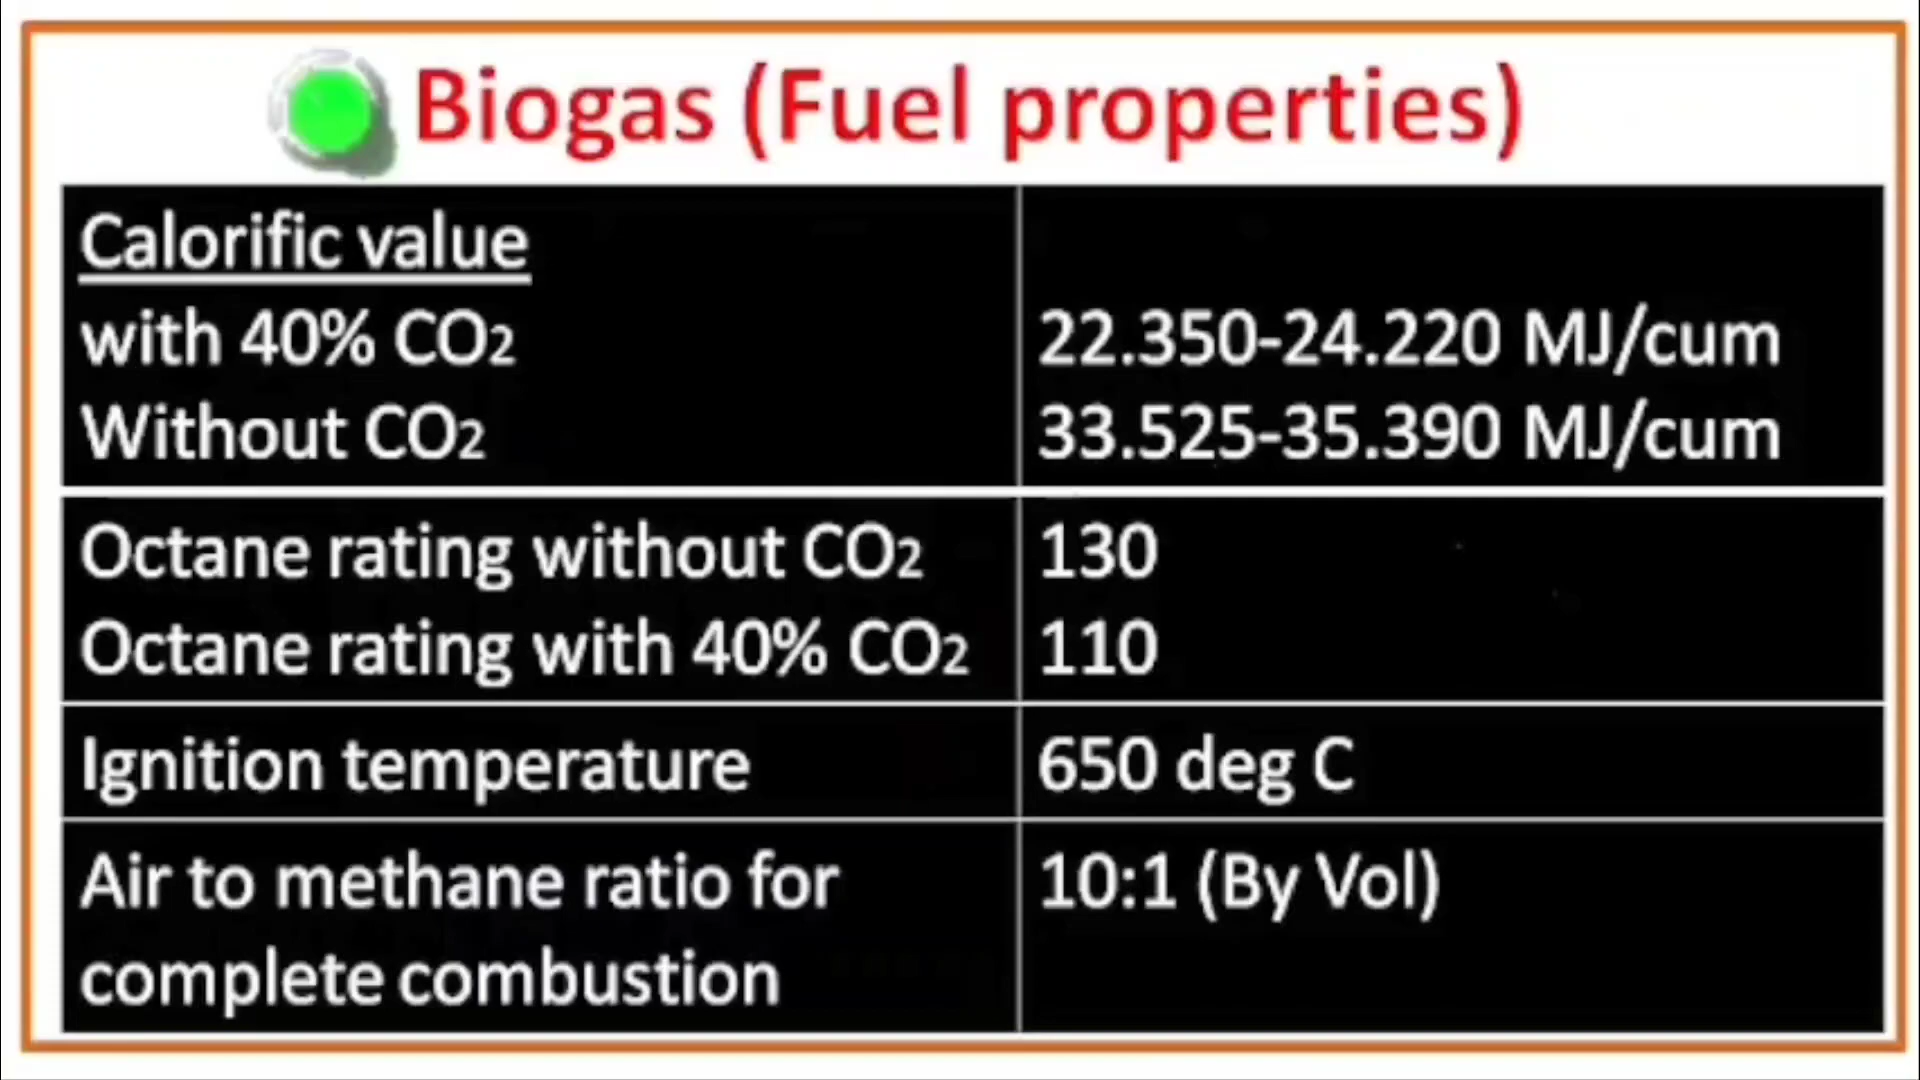 Biogas (Fuel properties)
Calorific value
with 40% CO2
22.350-24.220 MJ/cum
Without CO2
33.525-35.390 MJ/cum
Octane rating without CO2
130
Octane rating with 40% CO2
110
Ignition temperature
650 deg C
Air to methane ratio for
10:1 (By Vol)
complete combustion